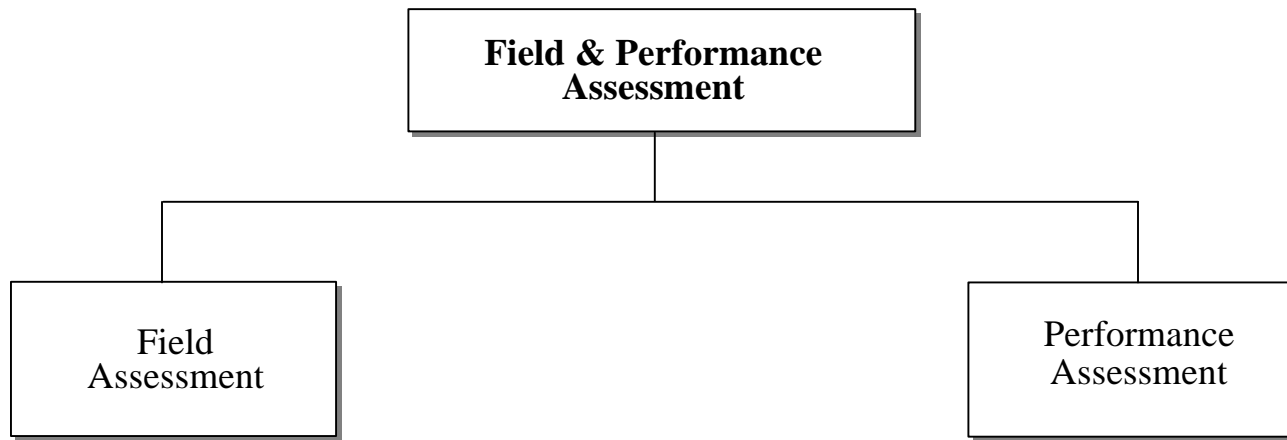 Field & Performance
Assessment
Field
Assessment
Performance
Assessment